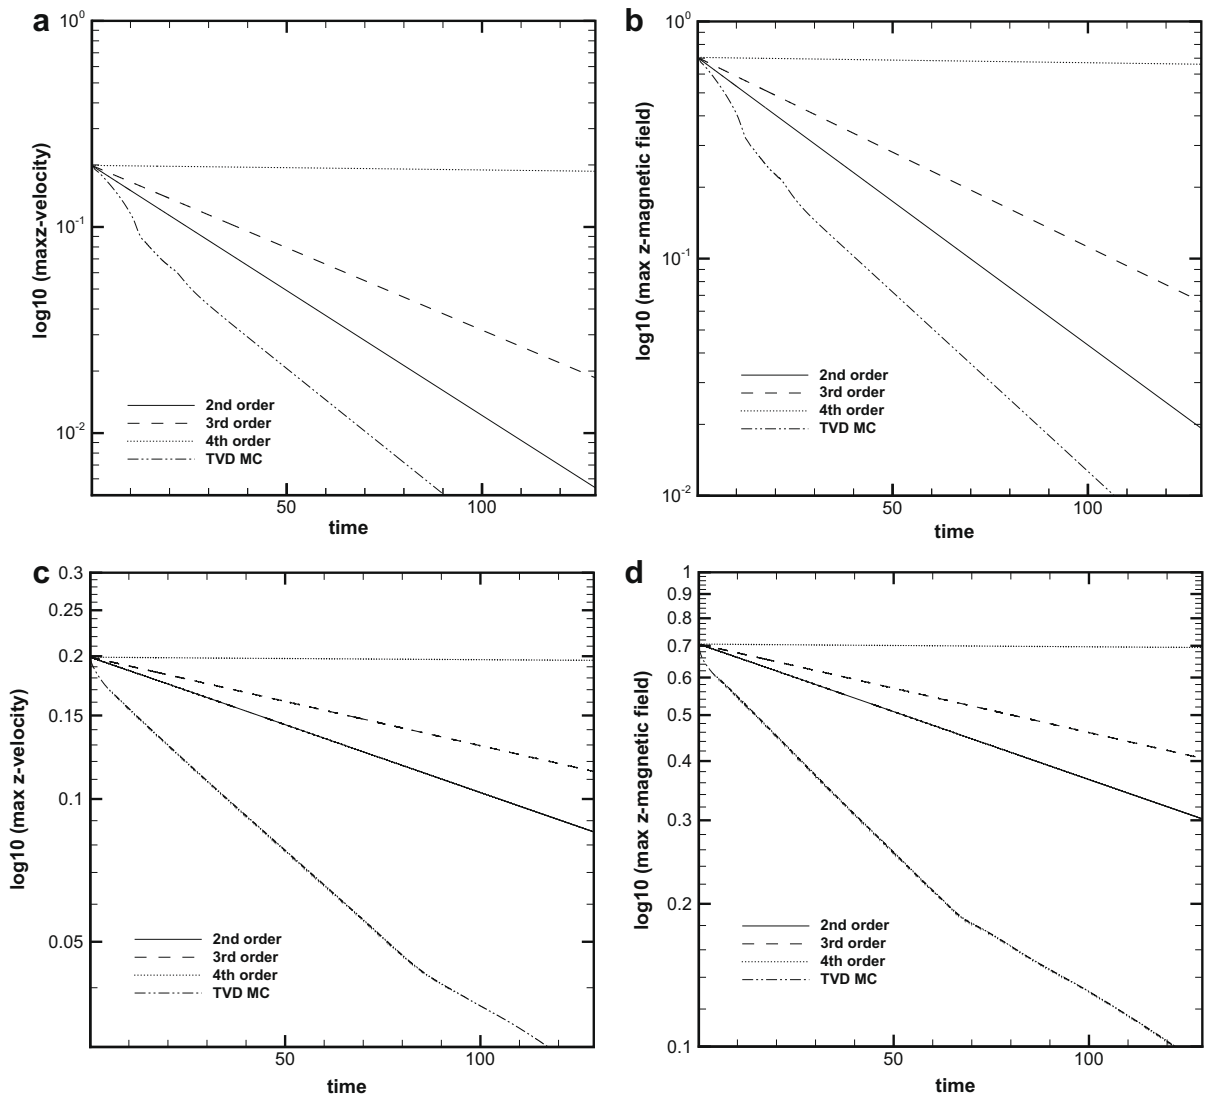 a
10^0
10^-1
10^-2
log10 (maxz-velocity)
2nd order
3rd order
4th order
TVD MC
50
100
time
b
10^0
10^-1
10^-2
log10 (max z-magnetic field)
2nd order
3rd order
4th order
TVD MC
50
100
time
c
0.3
0.25
0.2
0.15
0.1
0.05
log10 (max z-velocity)
2nd order
3rd order
4th order
TVD MC
50
100
time
d
1
0.9
0.8
0.7
0.6
0.5
0.4
0.3
0.2
0.1
log10 (max z-magnetic field)
2nd order
3rd order
4th order
TVD MC
50
100
time